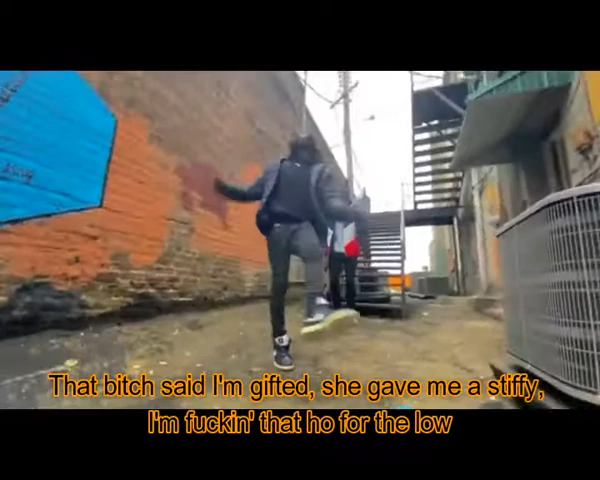 That bitch said I'm gifted, she gave me a stiffy,
I'm fuckin' that ho for the low